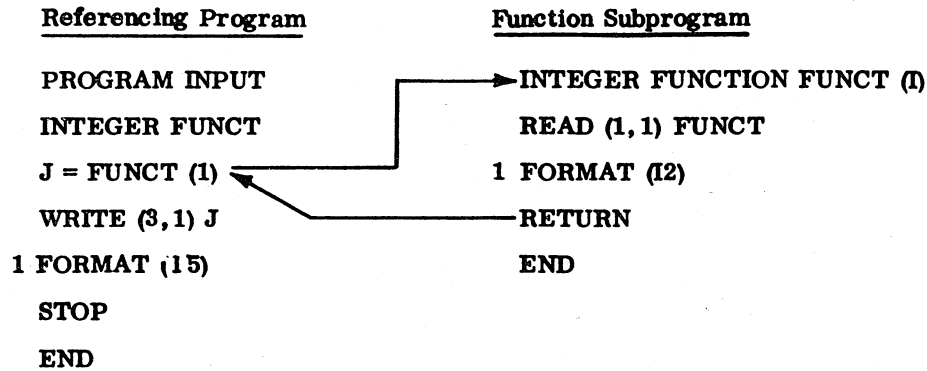 Referencing Program
PROGRAM INPUT
INTEGER FUNCT
J = FUNCT (1)
WRITE (3,1) J
1 FORMAT (I5)
STOP
END
Function Subprogram
INTEGER FUNCTION FUNCT (I)
READ (1,1) FUNCT
1 FORMAT (I2)
RETURN
END